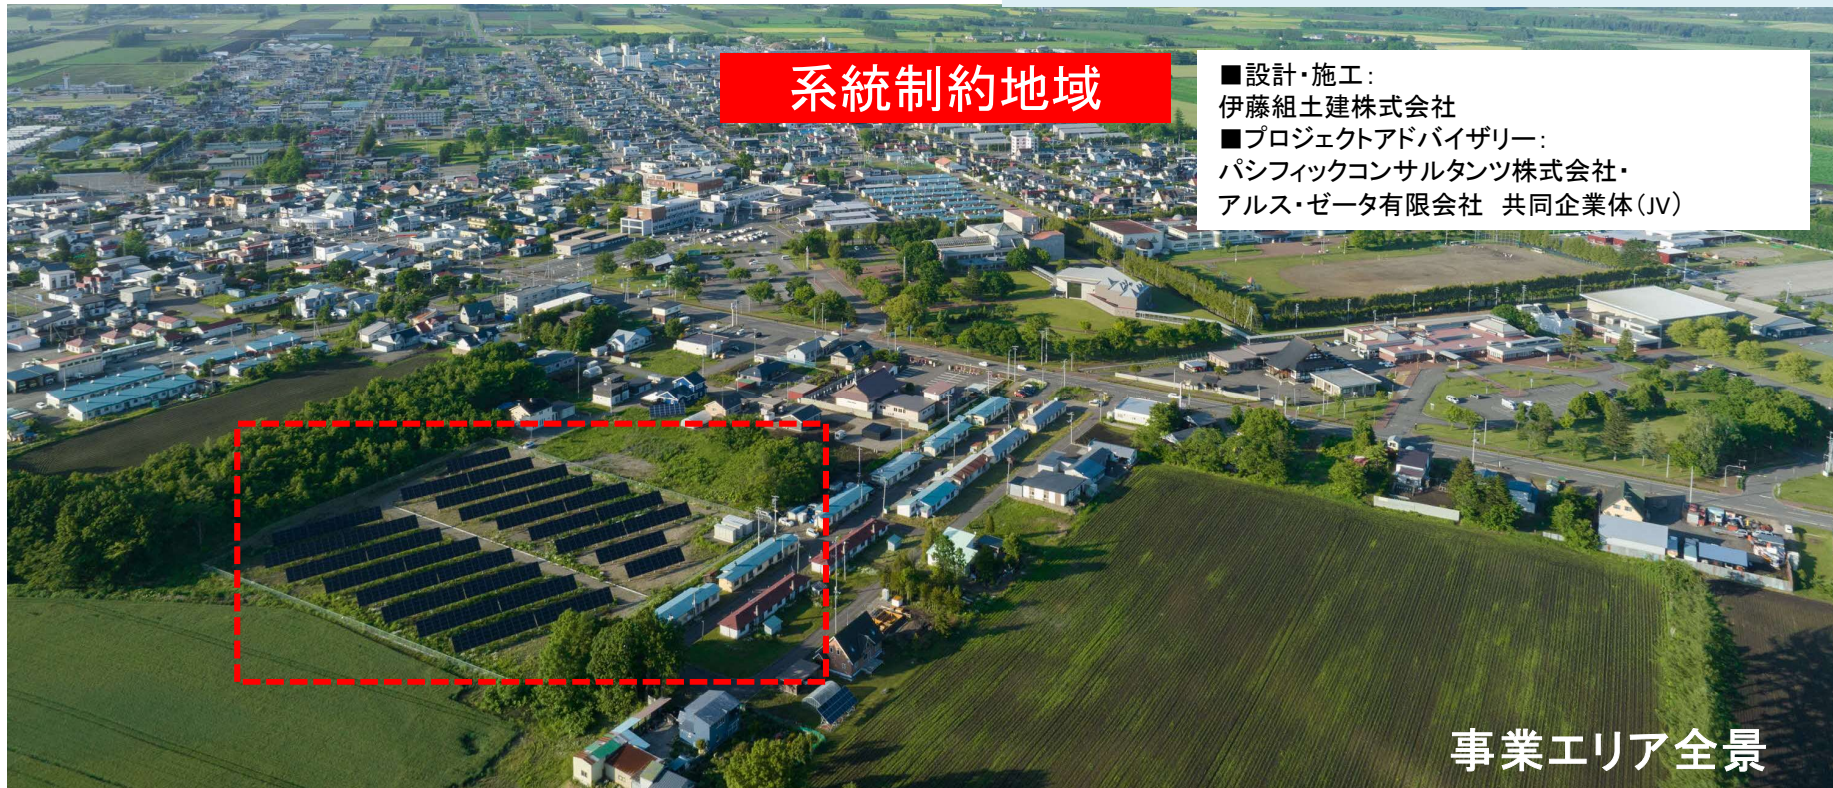 系統制約地域
■設計・施工：
伊藤組土建株式会社
■プロジェクトアドバイザリー：
パシフィックコンサルタンツ株式会社・
アルス・ゼータ有限会社　共同企業体（JV）
事業エリア全景